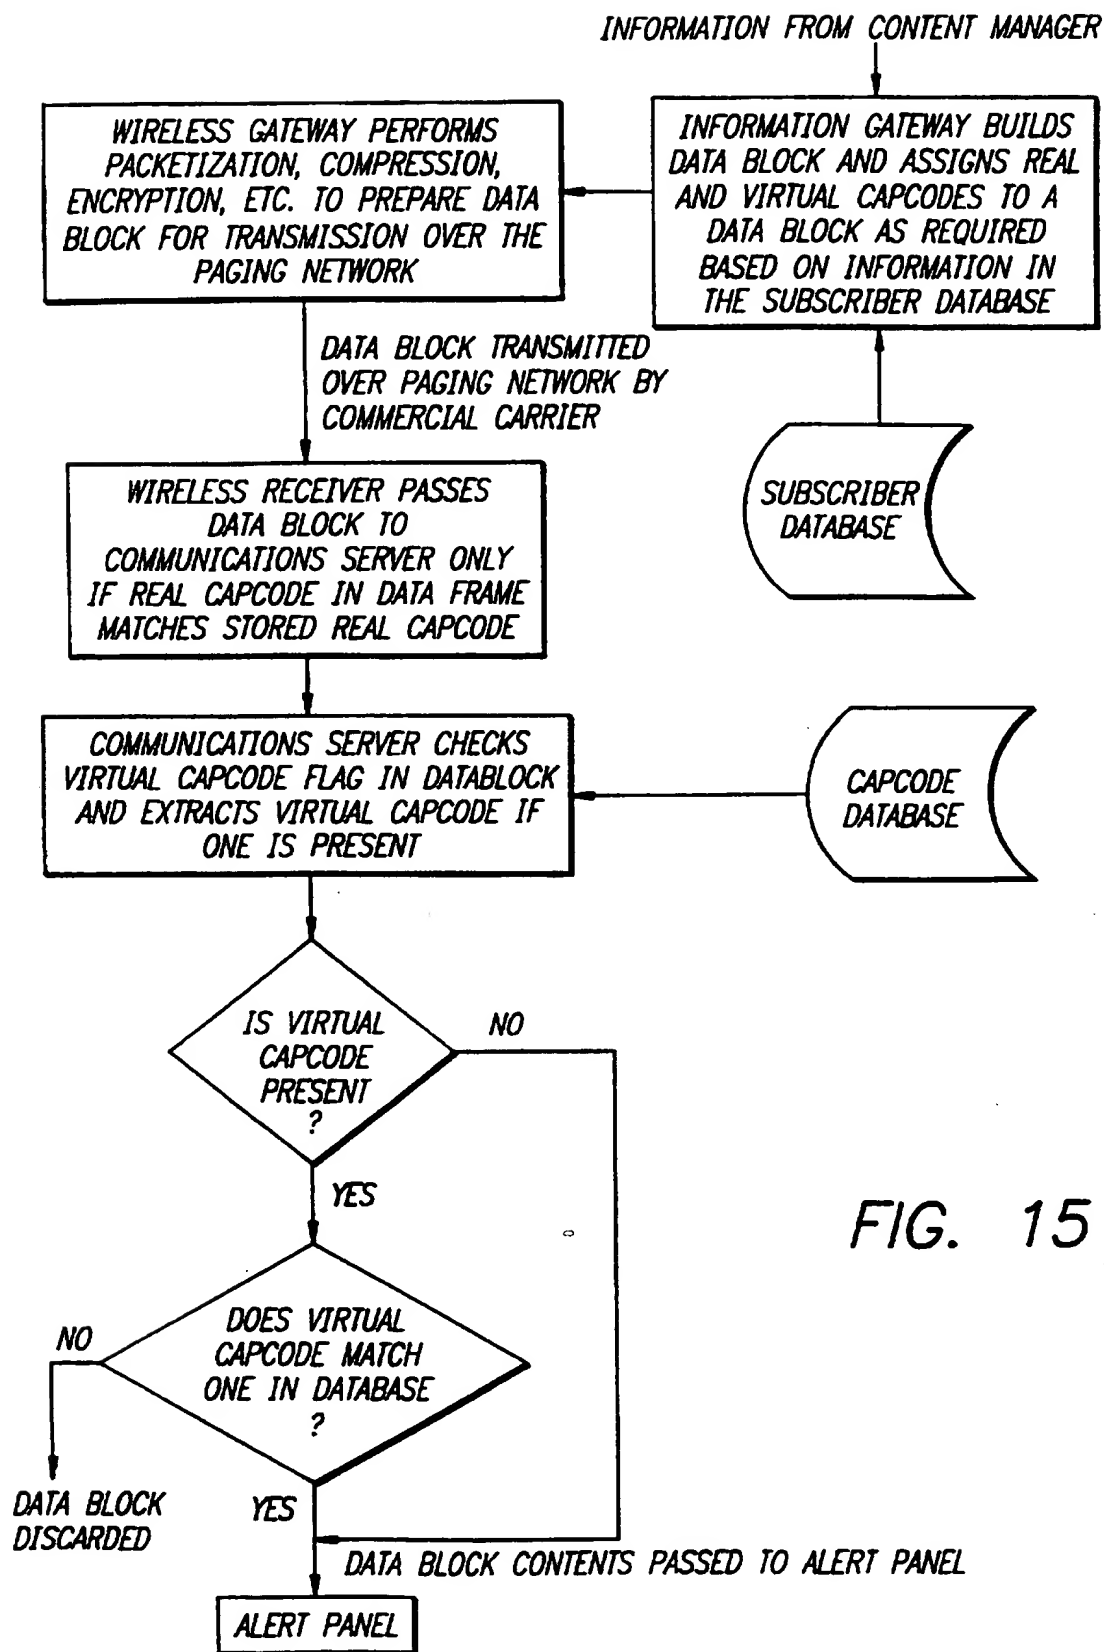 INFORMATION FROM CONTENT MANAGER
INFORMATION GATEWAY BUILDS
DATA BLOCK AND ASSIGNS REAL
AND VIRTUAL CAPCODES TO A
DATA BLOCK AS REQUIRED
BASED ON INFORMATION IN
THE SUBSCRIBER DATABASE
WIRELESS GATEWAY PERFORMS
PACKETIZATION, COMPRESSION,
ENCRYPTION, ETC. TO PREPARE DATA
BLOCK FOR TRANSMISSION OVER THE
PAGING NETWORK
DATA BLOCK TRANSMITTED
OVER PAGING NETWORK BY
COMMERCIAL CARRIER
SUBSCRIBER
DATABASE
WIRELESS RECEIVER PASSES
DATA BLOCK TO
COMMUNICATIONS SERVER ONLY
IF REAL CAPCODE IN DATA FRAME
MATCHES STORED REAL CAPCODE
COMMUNICATIONS SERVER CHECKS
VIRTUAL CAPCODE FLAG IN DATABLOCK
AND EXTRACTS VIRTUAL CAPCODE IF
ONE IS PRESENT
CAPCODE
DATABASE
IS VIRTUAL
CAPCODE
PRESENT
?
NO
YES
DOES VIRTUAL
CAPCODE MATCH
ONE IN DATABASE
?
NO
DATA BLOCK
DISCARDED
YES
DATA BLOCK CONTENTS PASSED TO ALERT PANEL
ALERT PANEL
FIG. 15